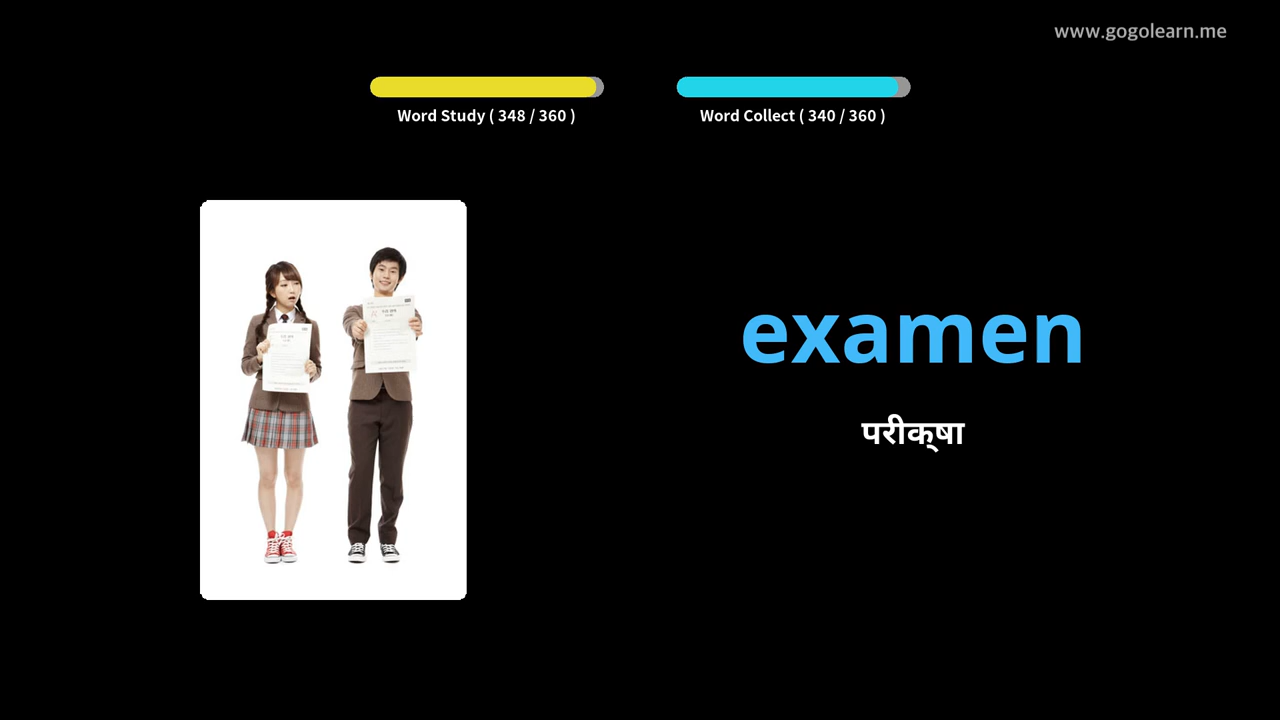 www.gogolearn.me
Word Study ( 348 / 360 )
Word Collect ( 340 / 360 )
examen
परीक्षा